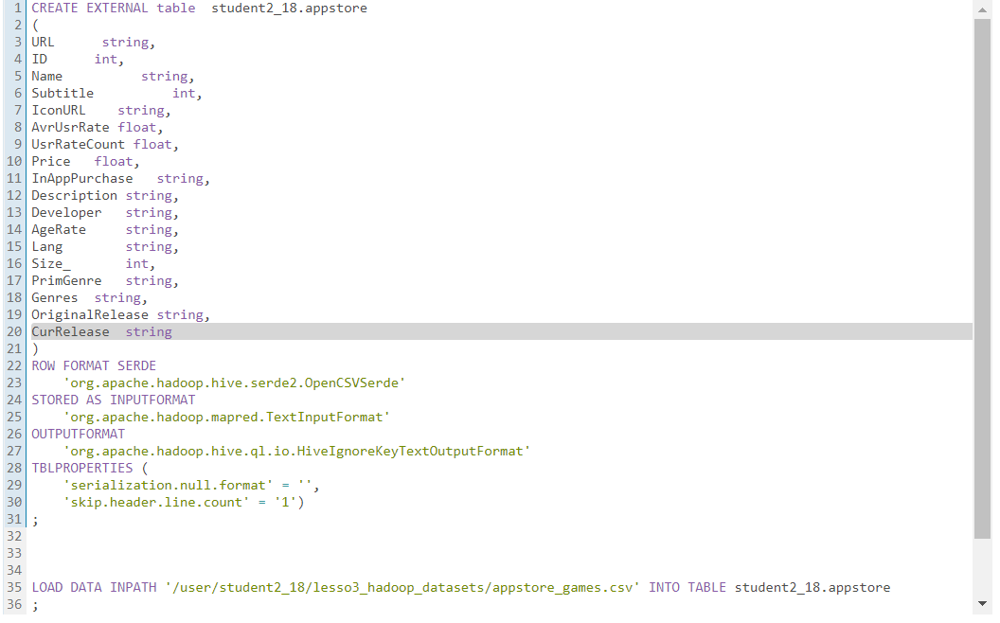 1 CREATE EXTERNAL table student2_18.appstore
2 (
3 URL string,
4 ID int,
5 Name string,
6 Subtitle int,
7 IconURL string,
8 AvrUsrRate float,
9 UsrRateCount float,
10 Price float,
11 InAppPurchase string,
12 Description string,
13 Developer string,
14 AgeRate string,
15 Lang string,
16 Size_ int,
17 PrimGenre string,
18 Genres string,
19 OriginalRelease string,
20 CurRelease string
21 )
22 ROW FORMAT SERDE
23 'org.apache.hadoop.hive.serde2.OpenCSVSerde'
24 STORED AS INPUTFORMAT
25 'org.apache.hadoop.mapred.TextInputFormat'
26 OUTPUTFORMAT
27 'org.apache.hadoop.hive.ql.io.HiveIgnoreKeyTextOutputFormat'
28 TBLPROPERTIES (
29 'serialization.null.format' = '',
30 'skip.header.line.count' = '1')
31 ;
32
33
34
35 LOAD DATA INPATH '/user/student2_18/lesso3_hadoop_datasets/appstore_games.csv' INTO TABLE student2_18.appstore
36 ;